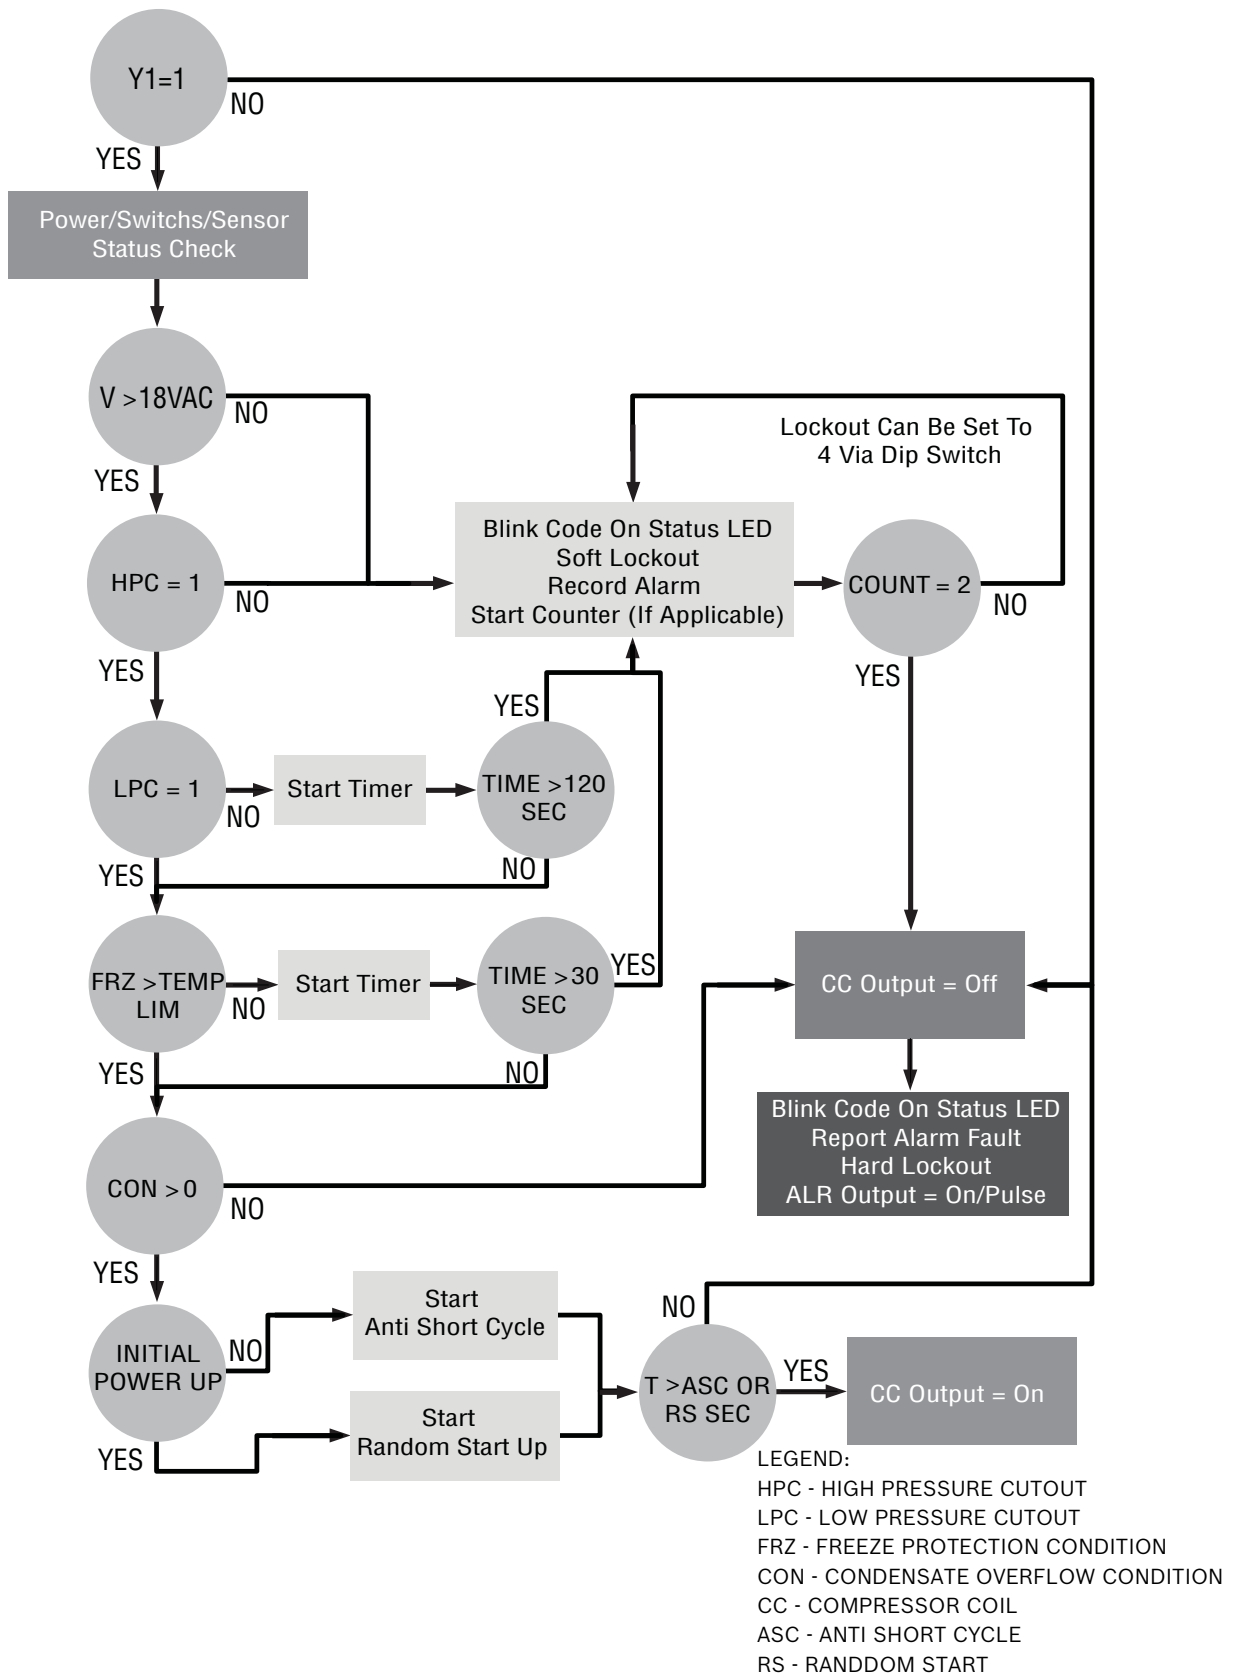 Y1=1
NO
YES
Power/Switchs/Sensor
Status Check
V >18VAC
NO
YES
Lockout Can Be Set To
4 Via Dip Switch
HPC = 1
NO
YES
Blink Code On Status LED
Soft Lockout
Record Alarm
Start Counter (If Applicable)
COUNT = 2
NO
YES
LPC = 1
NO
YES
Start Timer
YES
TIME >120
SEC
NO
FRZ >TEMP
LIM
NO
YES
Start Timer
TIME >30
SEC
YES
NO
CC Output = Off
Blink Code On Status LED
Report Alarm Fault
Hard Lockout
ALR Output = On/Pulse
CON >0
NO
YES
INITIAL
POWER UP
NO
YES
Start
Anti Short Cycle
Start
Random Start Up
NO
T >ASC OR
RS SEC
YES
CC Output = On
LEGEND:
HPC - HIGH PRESSURE CUTOUT
LPC - LOW PRESSURE CUTOUT
FRZ - FREEZE PROTECTION CONDITION
CON - CONDENSATE OVERFLOW CONDITION
CC - COMPRESSOR COIL
ASC - ANTI SHORT CYCLE
RS - RANDDOM START